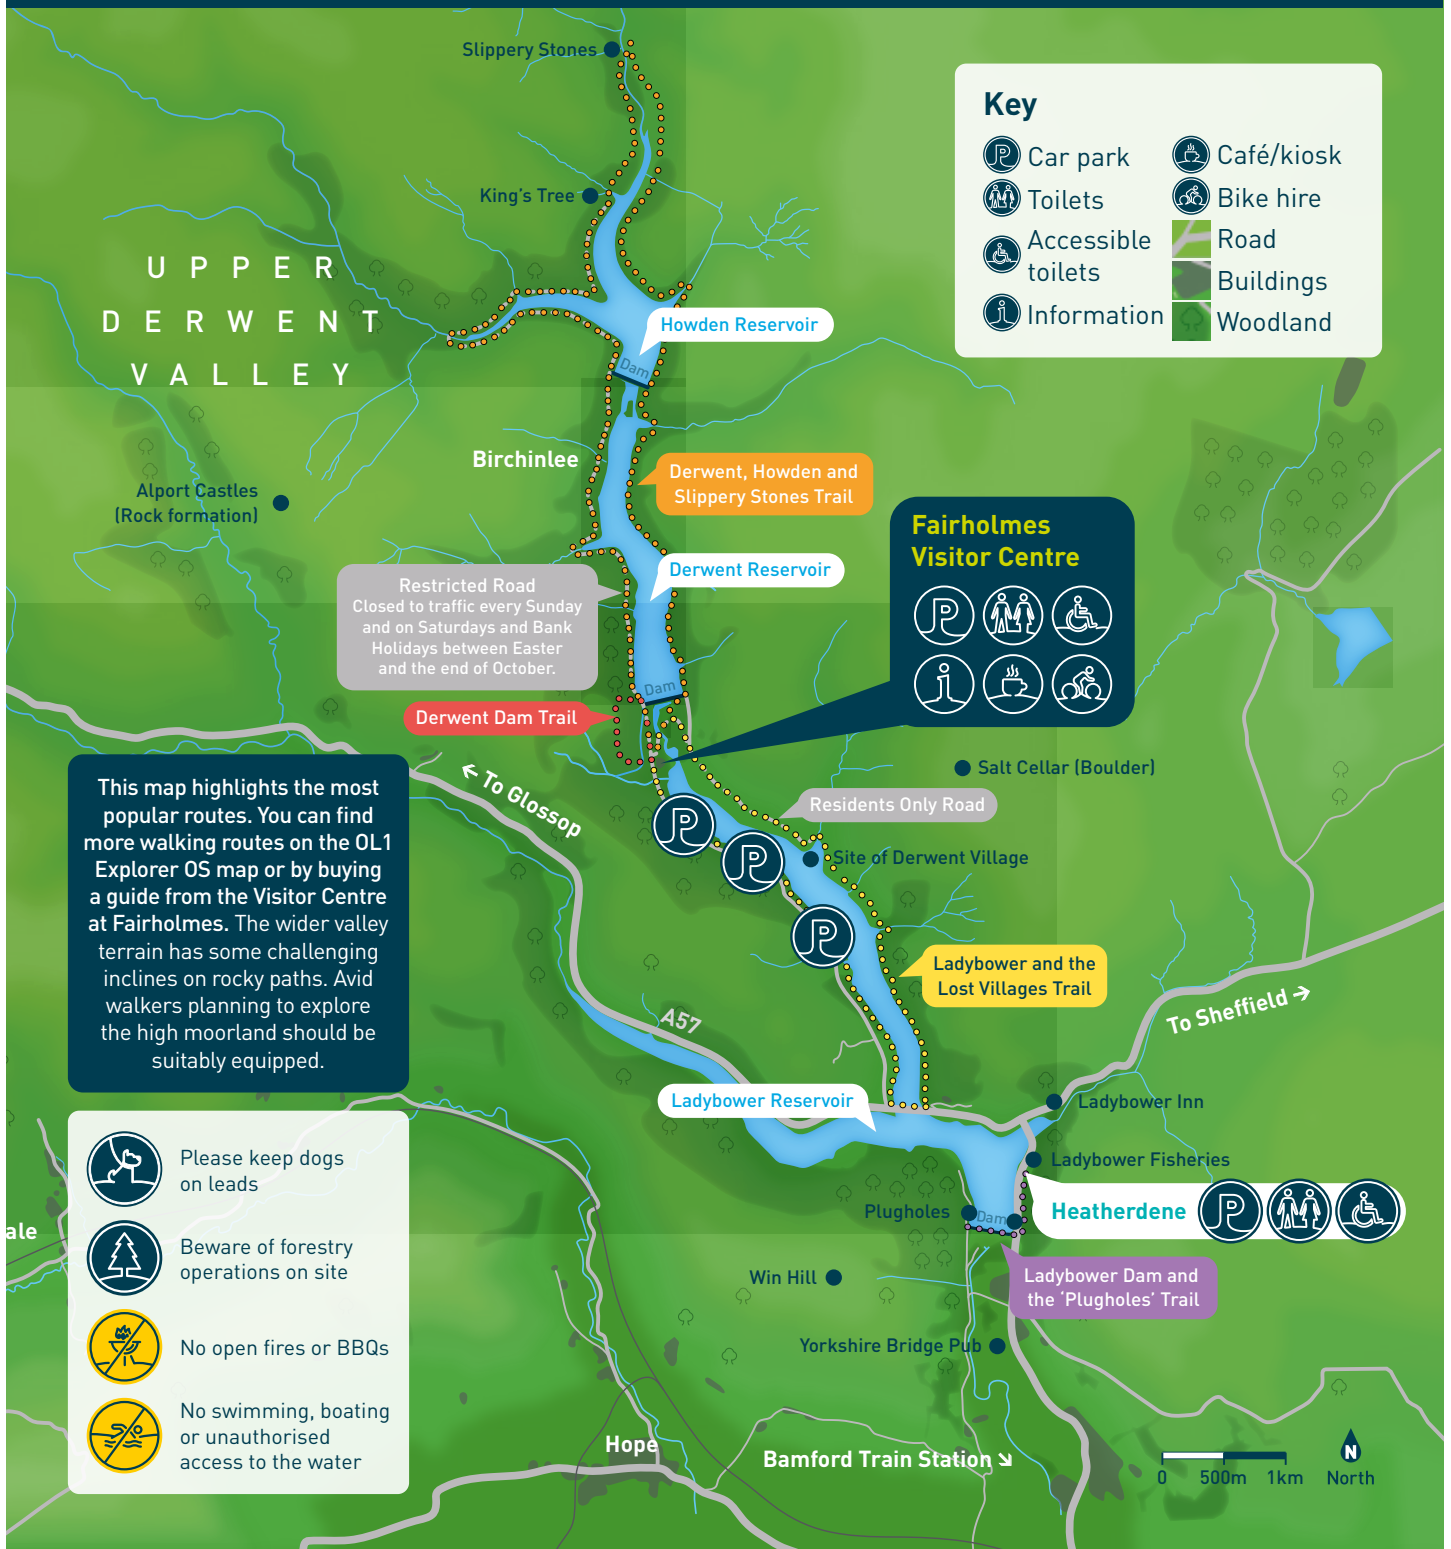 Slippery Stones
King's Tree
UPPER
DERWENT
VALLEY
Key
Car park
Toilets
Accessible
toilets
Information
Café/kiosk
Bike hire
Road
Buildings
Woodland
Howden Reservoir
Dam
Birchinlee
Derwent, Howden and
Slippery Stones Trail
Alport Castles
(Rock formation)
Fairholmes
Visitor Centre
Derwent Reservoir
Restricted Road
Closed to traffic every Sunday
and on Saturdays and Bank
Holidays between Easter
and the end of October.
Dam
Derwent Dam Trail
← To Glossop
Salt Cellar (Boulder)
Residents Only Road
Site of Derwent Village
This map highlights the most
popular routes. You can find
more walking routes on the OL1
Explorer OS map or by buying
a guide from the Visitor Centre
at Fairholmes. The wider valley
terrain has some challenging
inclines on rocky paths. Avid
walkers planning to explore
the high moorland should be
suitably equipped.
P
P
P
Ladybower and the
Lost Villages Trail
A57
To Sheffield →
Ladybower Reservoir
Ladybower Inn
Ladybower Fisheries
Plugholes
Dam
Heatherdene
P
Win Hill
Ladybower Dam and
the 'Plugholes' Trail
Yorkshire Bridge Pub
Please keep dogs
on leads
Beware of forestry
operations on site
No open fires or BBQs
No swimming, boating
or unauthorised
access to the water
ale
Hope
Bamford Train Station ↘
0 500m 1km
N
North